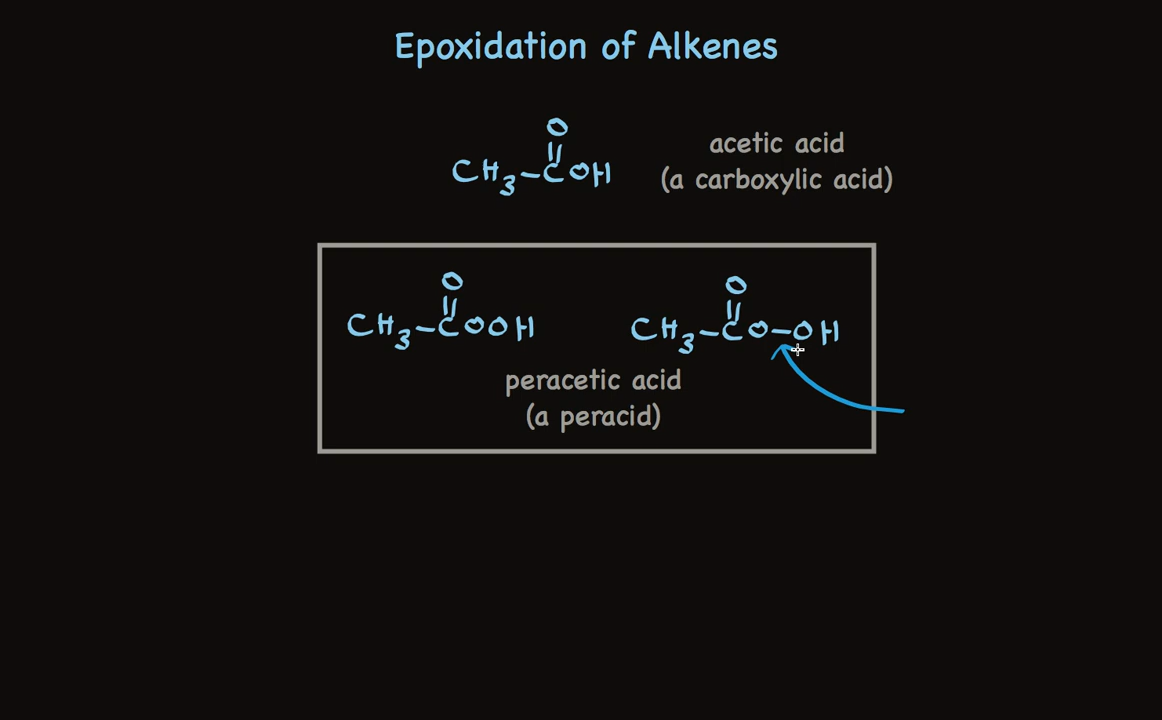 Epoxidation of Alkenes
O
CH3-COH
acetic acid
(a carboxylic acid)
O
CH3-COOH
O
CH3-CO-OH
peracetic acid
(a peracid)